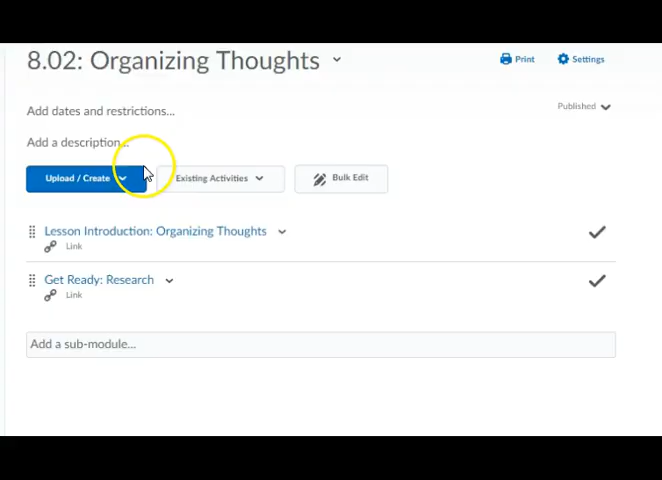 8.02: Organizing Thoughts
Print
Settings
Add dates and restrictions...
Published
Add a description...
Upload / Create
Existing Activities
Bulk Edit
Lesson Introduction: Organizing Thoughts
Link
Get Ready: Research
Link
Add a sub-module...